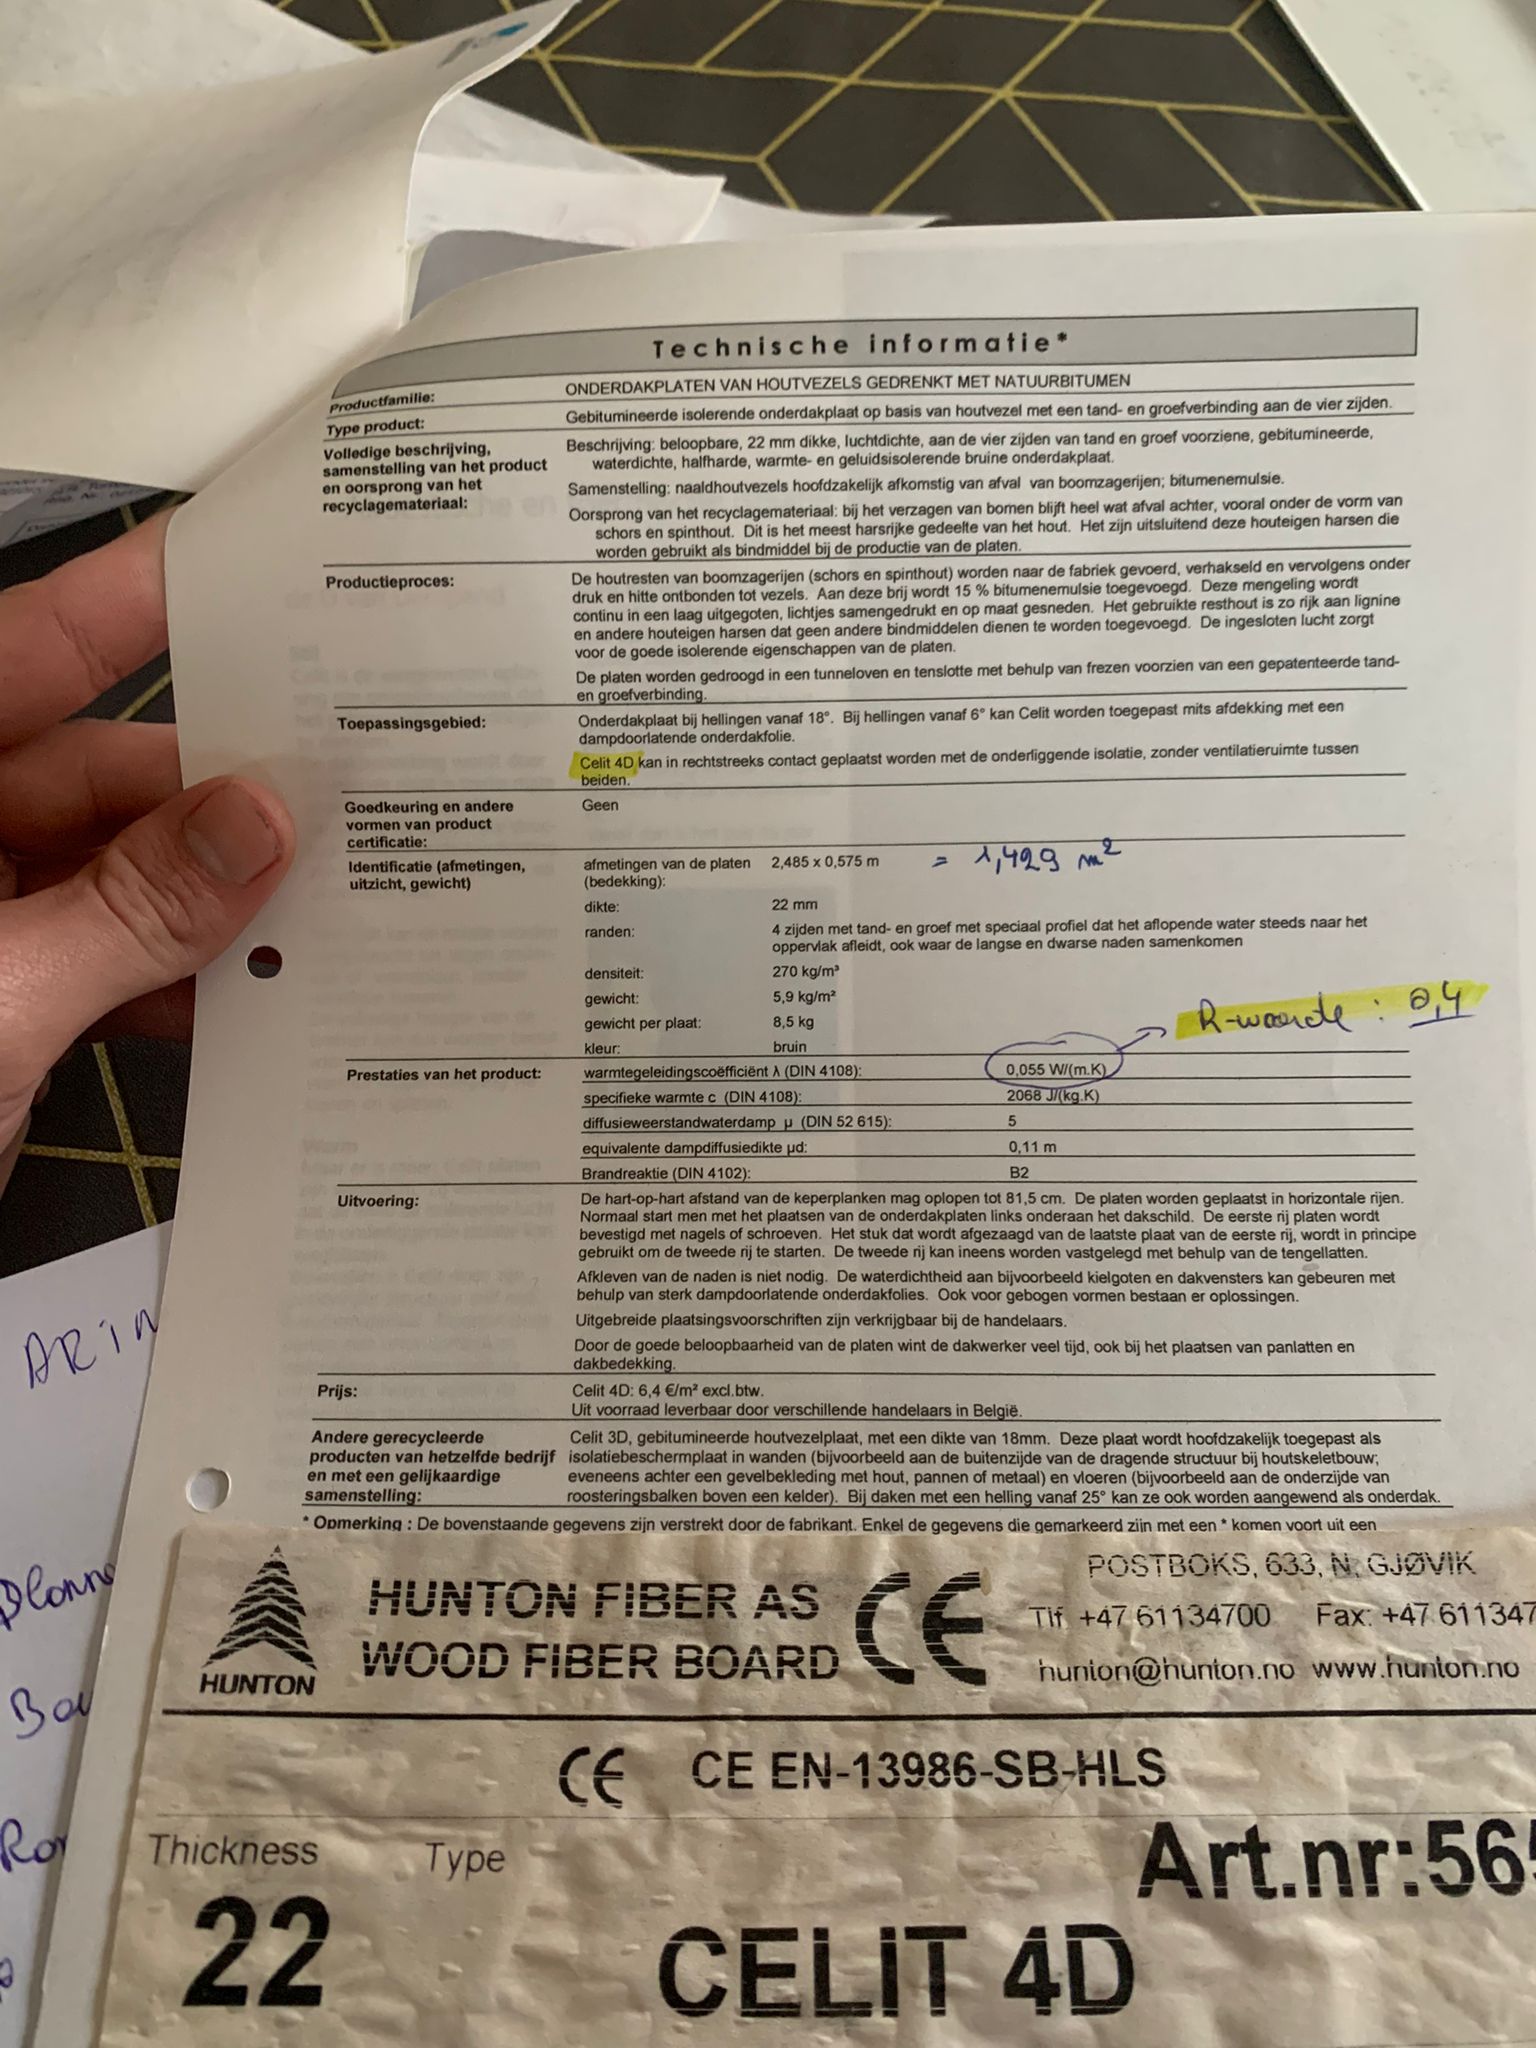 Technische informatie*
Productfamilie: ONDERDAKPLATEN VAN HOUTVEZELS GEDRENKT MET NATUURBITUMEN
Type product: Gebitumineerde isolerende onderdakplaat op basis van houtvezel met een tand- en groefverbinding aan de vier zijden.
Volledige beschrijving,
samenstelling van het product
en oorsprong van het
recyclagemateriaal:
Beschrijving: beloopbare, 22 mm dikke, luchtdichte, aan de vier zijden van tand en groef voorziene, gebitumineerde,
waterdichte, halfharde, warmte- en geluidsisolerende bruine onderdakplaat.
Samenstelling: naaldhoutvezels hoofdzakelijk afkomstig van afval van boomzagerijen; bitumenemulsie.
Oorsprong van het recyclagemateriaal: bij het verzagen van bomen blijft heel wat afval achter, vooral onder de vorm van
schors en spinthout. Dit is het meest harsrijke gedeelte van het hout. Het zijn uitsluitend deze houteigen harsen die
worden gebruikt als bindmiddel bij de productie van de platen.
Productieproces: De houtresten van boomzagerijen (schors en spinthout) worden naar de fabriek gevoerd, verhakseld en vervolgens onder
druk en hitte ontbonden tot vezels. Aan deze brij wordt 15 % bitumenemulsie toegevoegd. Deze mengeling wordt
continu in een laag uitgegoten, lichtjes samengedrukt en op maat gesneden. Het gebruikte resthout is zo rijk aan lignine
en andere houteigen harsen dat geen andere bindmiddelen dienen te worden toegevoegd. De ingesloten lucht zorgt
voor de goede isolerende eigenschappen van de platen.
De platen worden gedroogd in een tunneloven en tenslotte met behulp van frezen voorzien van een gepatenteerde tand-
en groefverbinding.
Toepassingsgebied: Onderdakplaat bij hellingen vanaf 18°. Bij hellingen vanaf 6° kan Celit worden toegepast mits afdekking met een
dampdoorlatende onderdakfolie.
Celit 4D kan in rechtstreeks contact geplaatst worden met de onderliggende isolatie, zonder ventilatieruimte tussen
beiden.
Goedkeuring en andere
vormen van product
certificatie:
Geen
Identificatie (afmetingen,
uitzicht, gewicht)
afmetingen van de platen
(bedekking):
2,485 x 0,575 m = 1,429 m²
dikte: 22 mm
randen: 4 zijden met tand- en groef met speciaal profiel dat het aflopende water steeds naar het
oppervlak afleidt, ook waar de langse en dwarse naden samenkomen
densiteit: 270 kg/m³
gewicht: 5,9 kg/m²
gewicht per plaat: 8,5 kg
kleur: bruin
R-waarde : 0,4
Prestaties van het product: warmtegeleidingscoëfficiënt λ (DIN 4108): 0,055 W/(m.K)
specifieke warmte c (DIN 4108): 2068 J/(kg.K)
diffusieweerstandwaterdamp µ (DIN 52 615): 5
equivalente dampdiffusiedikte µd: 0,11 m
Brandreaktie (DIN 4102): B2
Uitvoering: De hart-op-hart afstand van de keperplanken mag oplopen tot 81,5 cm. De platen worden geplaatst in horizontale rijen.
Normaal start men met het plaatsen van de onderdakplaten links onderaan het dakschild. De eerste rij platen wordt
bevestigd met nagels of schroeven. Het stuk dat wordt afgezaagd van de laatste plaat van de eerste rij, wordt in principe
gebruikt om de tweede rij te starten. De tweede rij kan ineens worden vastgelegd met behulp van de tengellatten.
Afkleven van de naden is niet nodig. De waterdichtheid aan bijvoorbeeld kielgoten en dakvensters kan gebeuren met
behulp van sterk dampdoorlatende onderdakfolies. Ook voor gebogen vormen bestaan er oplossingen.
Uitgebreide plaatsingsvoorschriften zijn verkrijgbaar bij de handelaars.
Door de goede beloopbaarheid van de platen wint de dakwerker veel tijd, ook bij het plaatsen van panlatten en
dakbedekking.
Prijs: Celit 4D: 6,4 €/m² excl.btw.
Uit voorraad leverbaar door verschillende handelaars in België.
Andere gerecycleerde
producten van hetzelfde bedrijf
en met een gelijkaardige
samenstelling:
Celit 3D, gebitumineerde houtvezelplaat, met een dikte van 18mm. Deze plaat wordt hoofdzakelijk toegepast als
isolatiebeschermplaat in wanden (bijvoorbeeld aan de buitenzijde van de dragende structuur bij houtskeletbouw;
eveneens achter een gevelbekleding met hout, pannen of metaal) en vloeren (bijvoorbeeld aan de onderzijde van
roosteringsbalken boven een kelder). Bij daken met een helling vanaf 25° kan ze ook worden aangewend als onderdak.
* Opmerking : De bovenstaande gegevens zijn verstrekt door de fabrikant. Enkel de gegevens die gemarkeerd zijn met een * komen voort uit een
HUNTON
HUNTON FIBER AS
WOOD FIBER BOARD
CE
POSTBOKS, 633, N, GJØVIK
Tlf +47 61134700 Fax: +47 611347
hunton@hunton.no www.hunton.no
CE CE EN-13986-SB-HLS
Thickness
22
Type
CELIT 4D
Art.nr:565